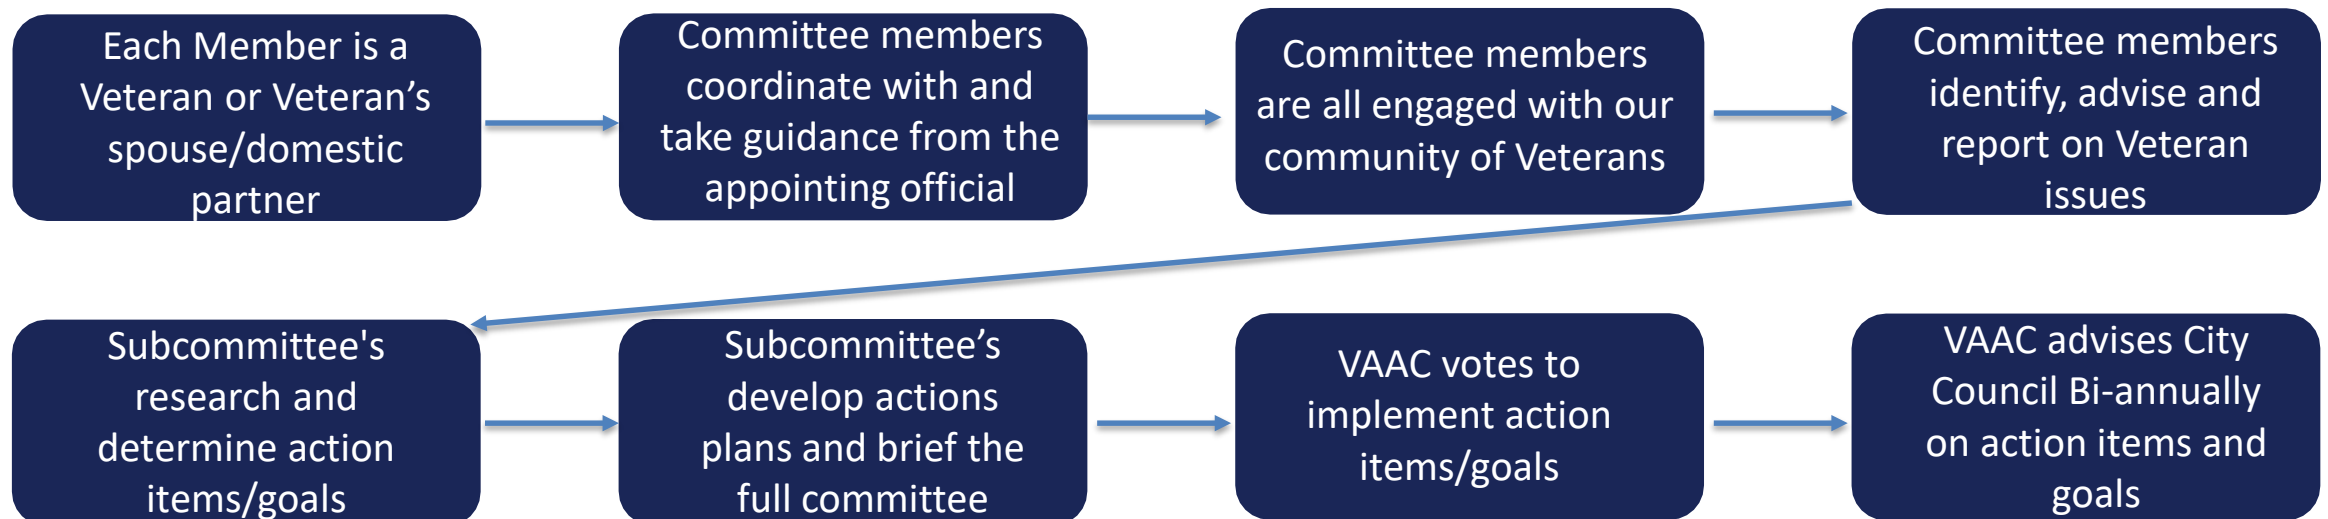 Each Member is a
Veteran or Veteran’s
spouse/domestic
partner
Committee members
coordinate with and
take guidance from the
appointing official
Committee members
are all engaged with our
community of Veterans
Committee members
identify, advise and
report on Veteran
issues
Subcommittee's
research and
determine action
items/goals
Subcommittee’s
develop actions
plans and brief the
full committee
VAAC votes to
implement action
items/goals
VAAC advises City
Council Bi-annually
on action items and
goals